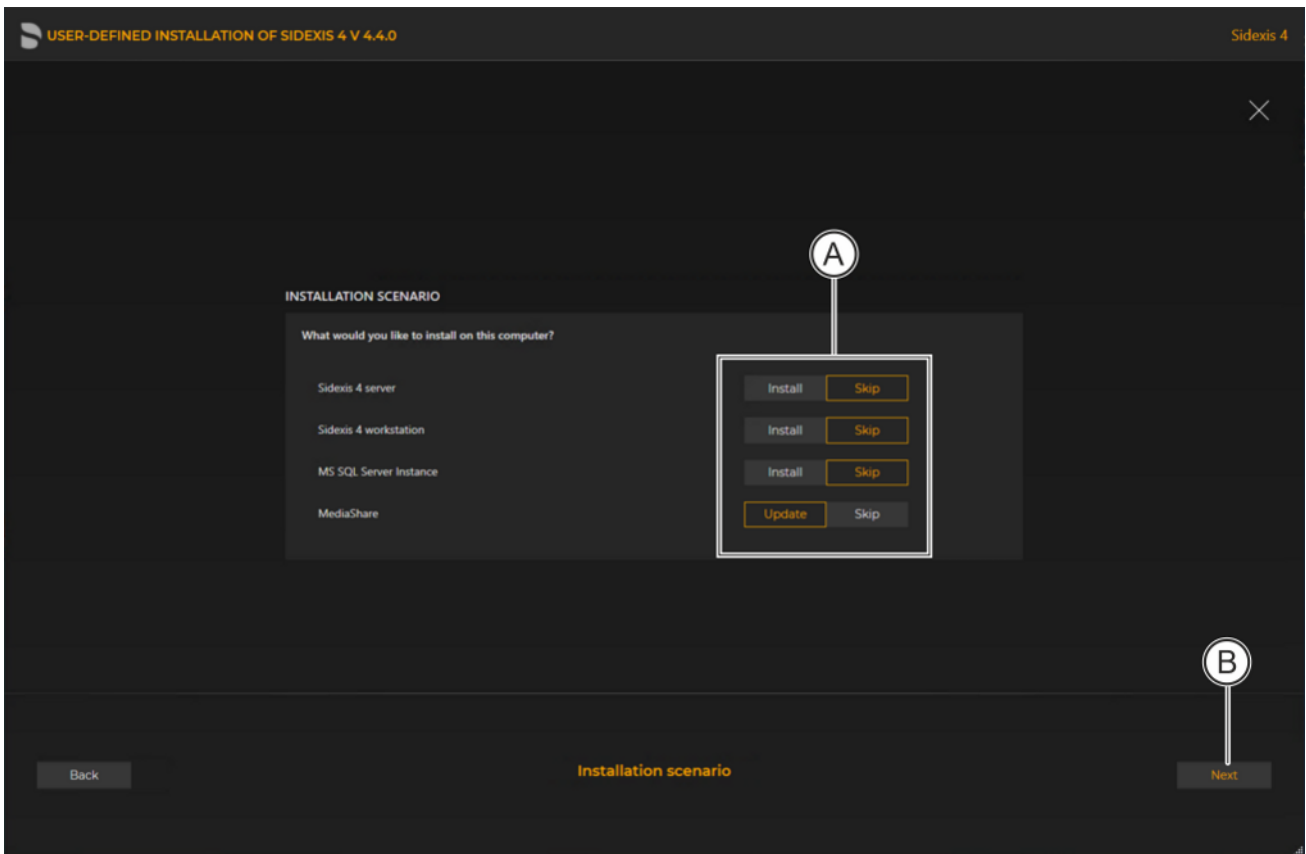 USER-DEFINED INSTALLATION OF SIDEXIS 4 V 4.4.0 Sidexis 4
A
INSTALLATION SCENARIO
What would you like to install on this computer?
Sidexis 4 server Install Skip
Sidexis 4 workstation Install Skip
MS SQL Server Instance Install Skip
MediaShare Update Skip
B
Back Installation scenario Next